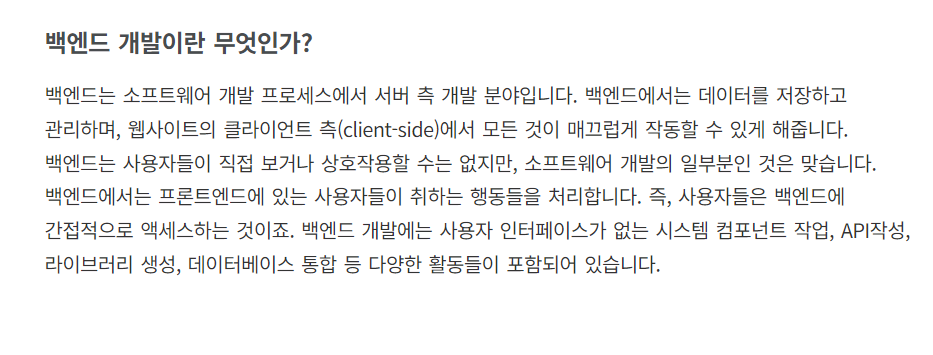 백엔드 개발이란 무엇인가?
백엔드는 소프트웨어 개발 프로세스에서 서버 측 개발 분야입니다. 백엔드에서는 데이터를 저장하고
관리하며, 웹사이트의 클라이언트 측(client-side)에서 모든 것이 매끄럽게 작동할 수 있게 해줍니다.
백엔드는 사용자들이 직접 보거나 상호작용할 수는 없지만, 소프트웨어 개발의 일부분인 것은 맞습니다.
백엔드에서는 프론트엔드에 있는 사용자들이 취하는 행동들을 처리합니다. 즉, 사용자들은 백엔드에
간접적으로 액세스하는 것이죠. 백엔드 개발에는 사용자 인터페이스가 없는 시스템 컴포넌트 작업, API작성,
라이브러리 생성, 데이터베이스 통합 등 다양한 활동들이 포함되어 있습니다.